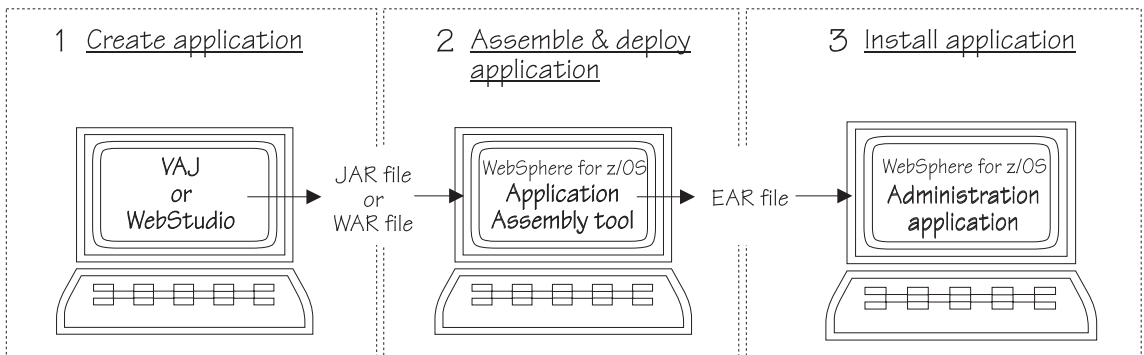 1 Create application
VAJ
or
WebStudio
JAR file
or
WAR file
2 Assemble & deploy
application
WebSphere for z/OS
Application
Assembly tool
EAR file
3 Install application
WebSphere for z/OS
Administration
application